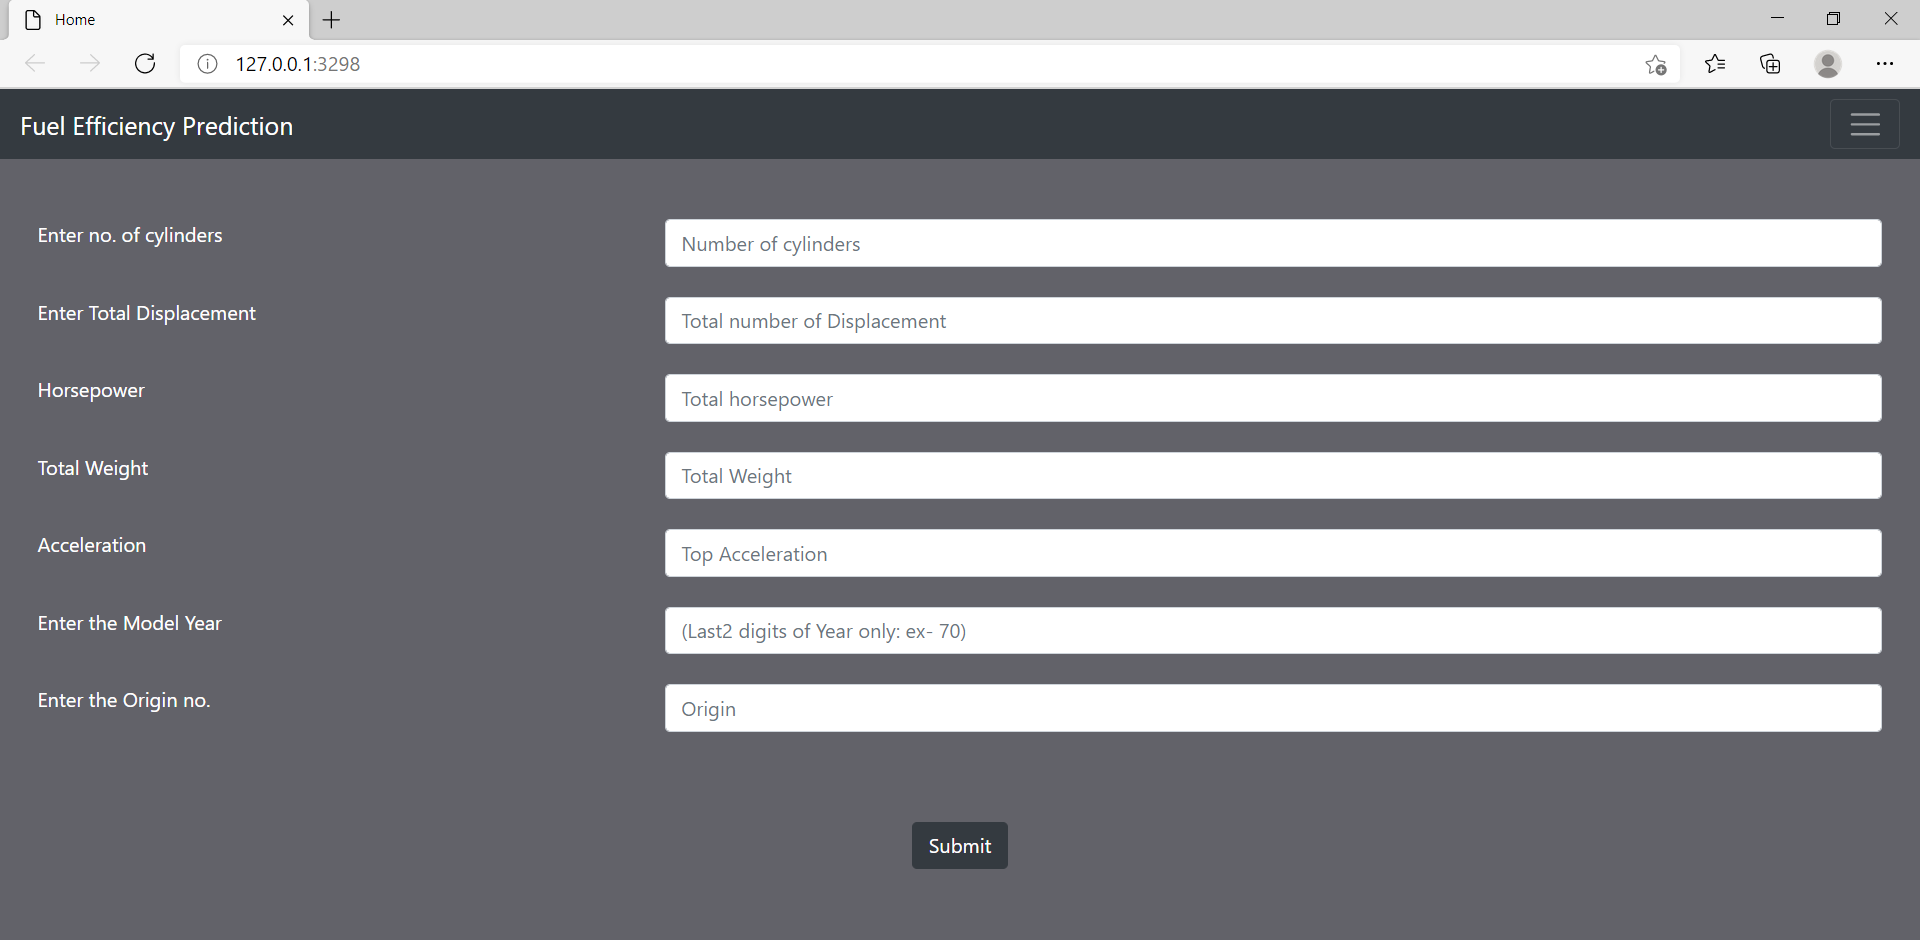 Home
127.0.0.1:3298
Fuel Efficiency Prediction
Enter no. of cylinders
Number of cylinders
Enter Total Displacement
Total number of Displacement
Horsepower
Total horsepower
Total Weight
Total Weight
Acceleration
Top Acceleration
Enter the Model Year
(Last2 digits of Year only: ex- 70)
Enter the Origin no.
Origin
Submit